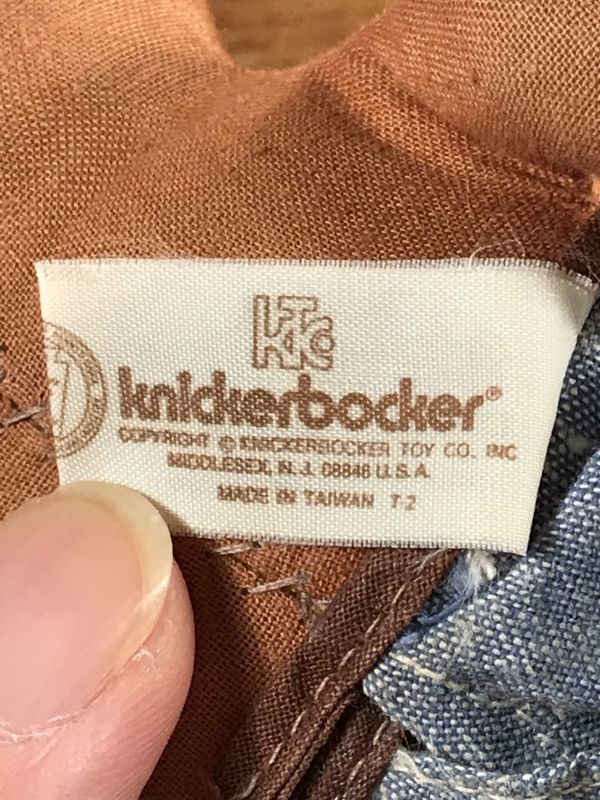 KTC
knickerbocker®
COPYRIGHT © KNICKERBOCKER TOY CO. INC
MIDDLESEX, N. J. 08846 U.S.A
MADE IN TAIWAN T-2